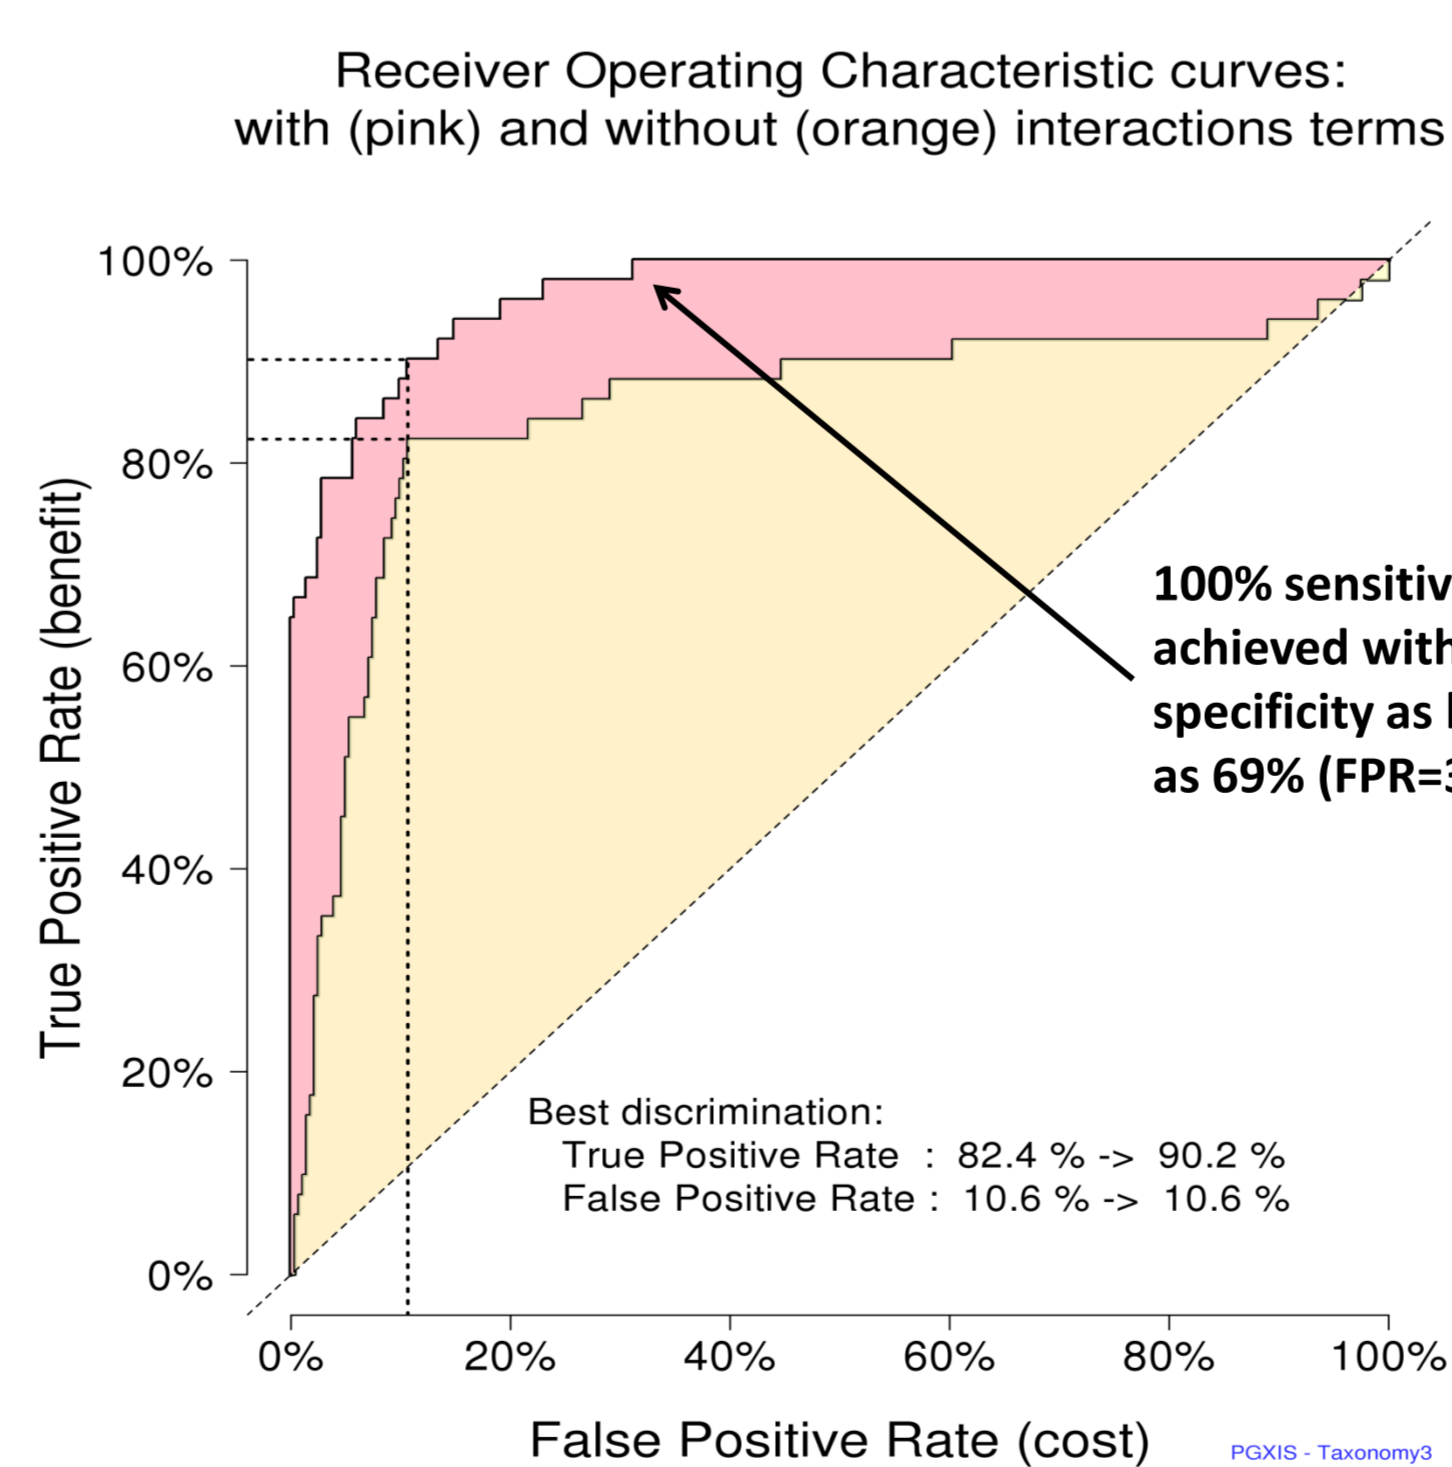 Receiver Operating Characteristic curves:
with (pink) and without (orange) interactions terms
100%
80%
60%
40%
20%
0%
True Positive Rate (benefit)
100% sensitiv
achieved with
specificity as
as 69% (FPR=3
Best discrimination:
True Positive Rate : 82.4 % -> 90.2 %
False Positive Rate : 10.6 % -> 10.6 %
0% 20% 40% 60% 80% 100%
False Positive Rate (cost)
PGXIS - Taxonomy3